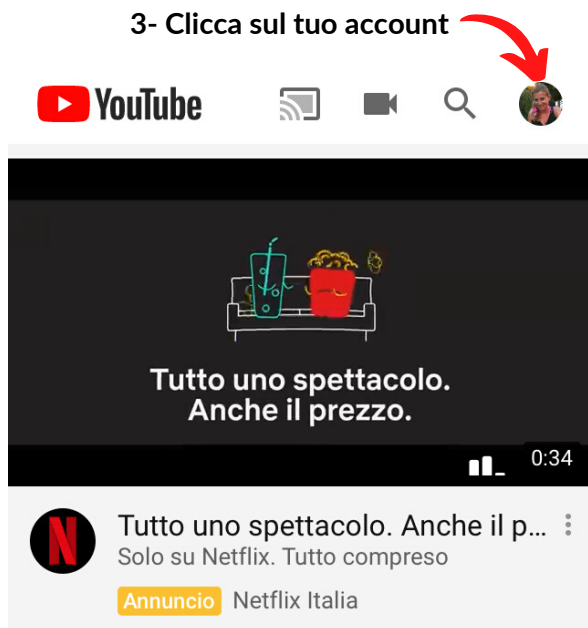 3- Clicca sul tuo account
YouTube
Tutto uno spettacolo.
Anche il prezzo.
0:34
Tutto uno spettacolo. Anche il p...
Solo su Netflix. Tutto compreso
Annuncio Netflix Italia